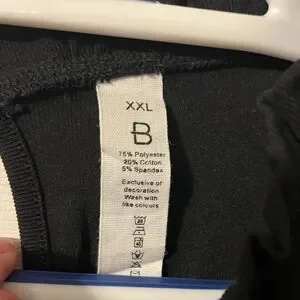 XXL
B
75% Polyester
20% Cotton
5% Spandex
Exclusive of
decoration
Wash with
like colours